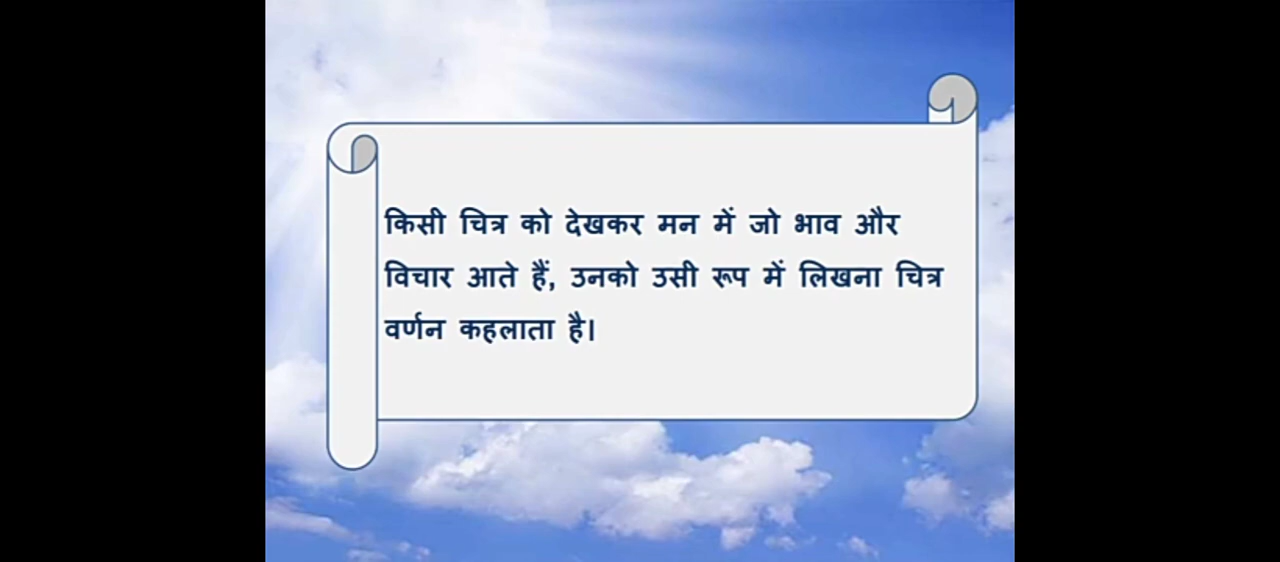 किसी चित्र को देखकर मन में जो भाव और
विचार आते हैं, उनको उसी रूप में लिखना चित्र
वर्णन कहलाता है।